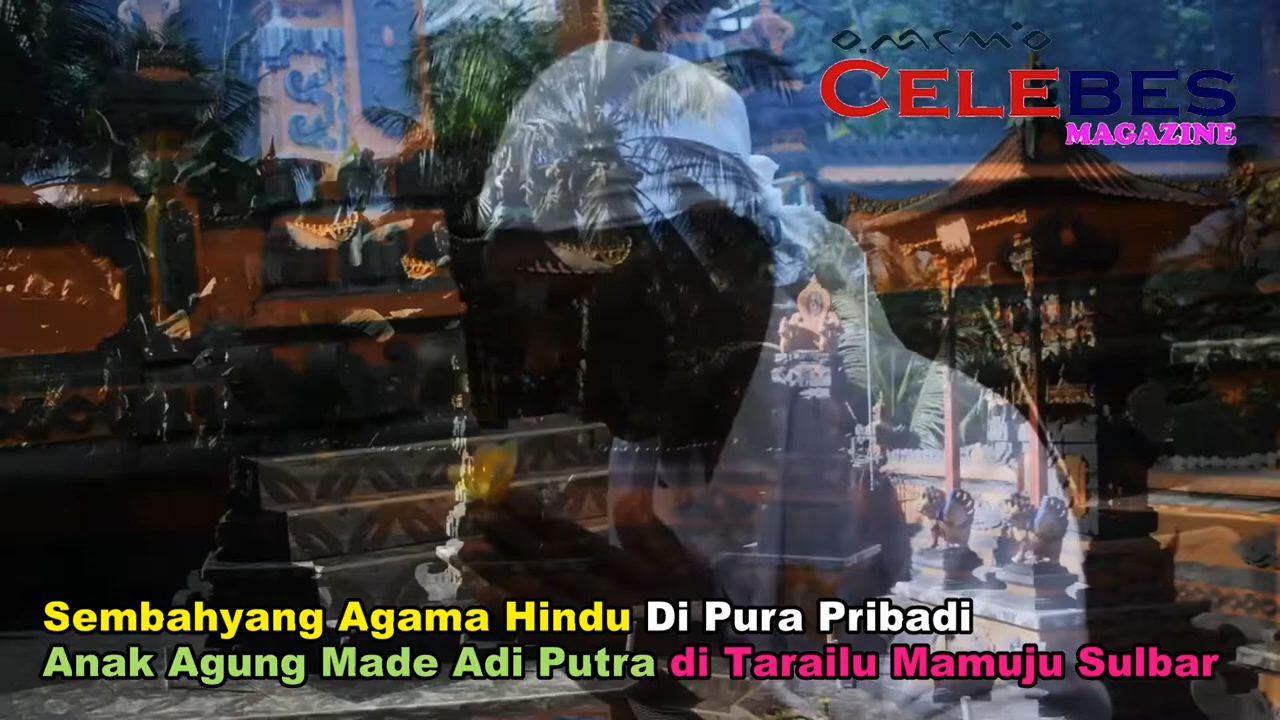 CELEBES
MAGAZINE
Sembahyang Agama Hindu Di Pura Pribadi
Anak Agung Made Adi Putra di Tarailu Mamuju Sulbar